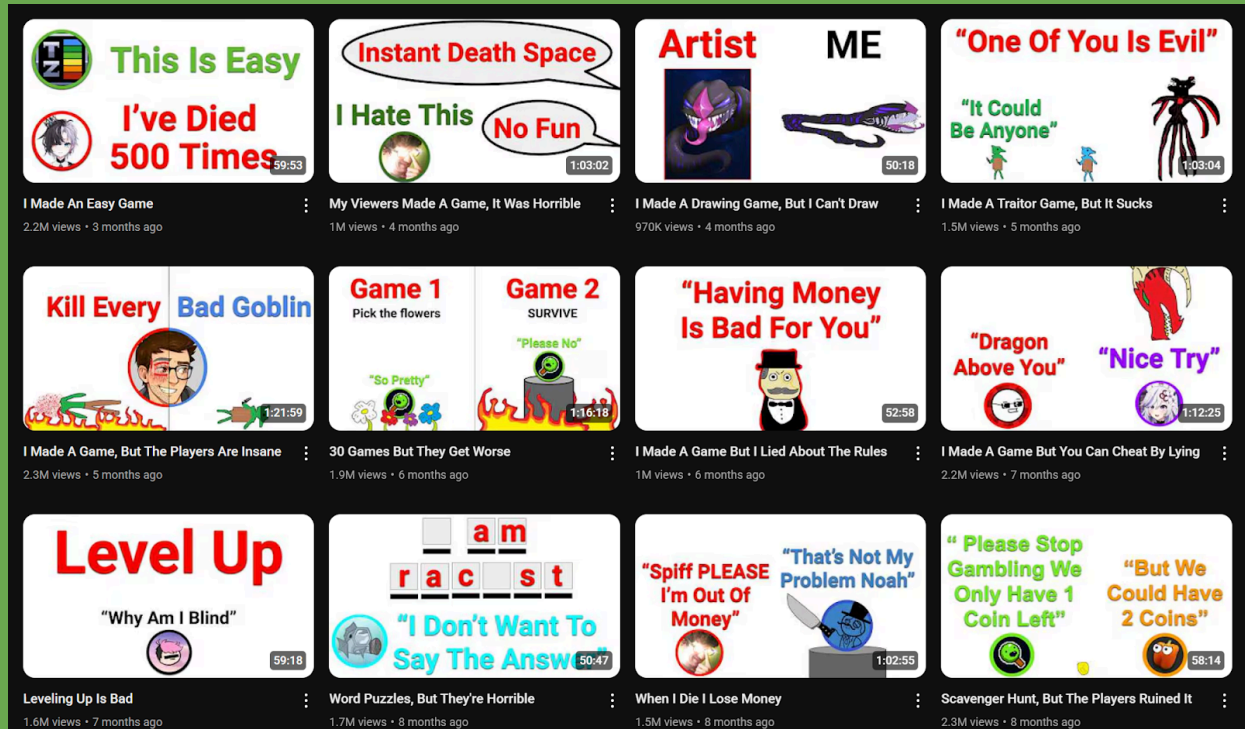 TZ
This Is Easy
I've Died
500 Times
59:53
Instant Death Space
I Hate This
No Fun
1:03:02
Artist
ME
50:18
"One Of You Is Evil"
"It Could
Be Anyone"
1:03:04
I Made An Easy Game
2.2M views • 3 months ago
My Viewers Made A Game, It Was Horrible
1M views • 4 months ago
I Made A Drawing Game, But I Can't Draw
970K views • 4 months ago
I Made A Traitor Game, But It Sucks
1.5M views • 5 months ago
Kill Every
Bad Goblin
1:21:59
Game 1
Pick the flowers
"So Pretty"
Game 2
SURVIVE
"Please No"
1:16:18
"Having Money
Is Bad For You"
52:58
"Dragon
Above You"
"Nice Try"
1:12:25
I Made A Game, But The Players Are Insane
2.3M views • 5 months ago
30 Games But They Get Worse
1.9M views • 6 months ago
I Made A Game But I Lied About The Rules
1M views • 6 months ago
I Made A Game But You Can Cheat By Lying
2.2M views • 7 months ago
Level Up
"Why Am I Blind"
59:18
am
rac st
"I Don't Want To
Say The Answe
50:47
"Spiff PLEASE
I'm Out Of
Money"
"That's Not My
Problem Noah"
1:02:55
" Please Stop
Gambling We
Only Have 1
Coin Left"
"But We
Could Have
2 Coins"
58:14
Leveling Up Is Bad
1.6M views • 7 months ago
Word Puzzles, But They're Horrible
1.7M views • 8 months ago
When I Die I Lose Money
1.5M views • 8 months ago
Scavenger Hunt, But The Players Ruined It
2.3M views • 8 months ago